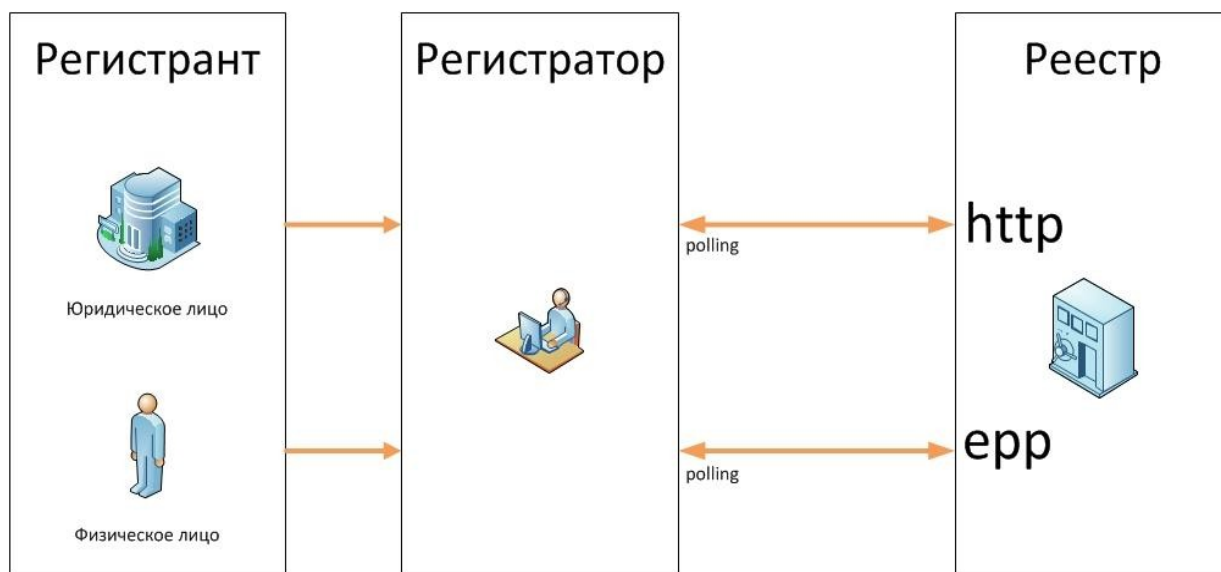 Регистрант
Регистратор
Реестр
Юридическое лицо
Физическое лицо
polling
polling
http
epp